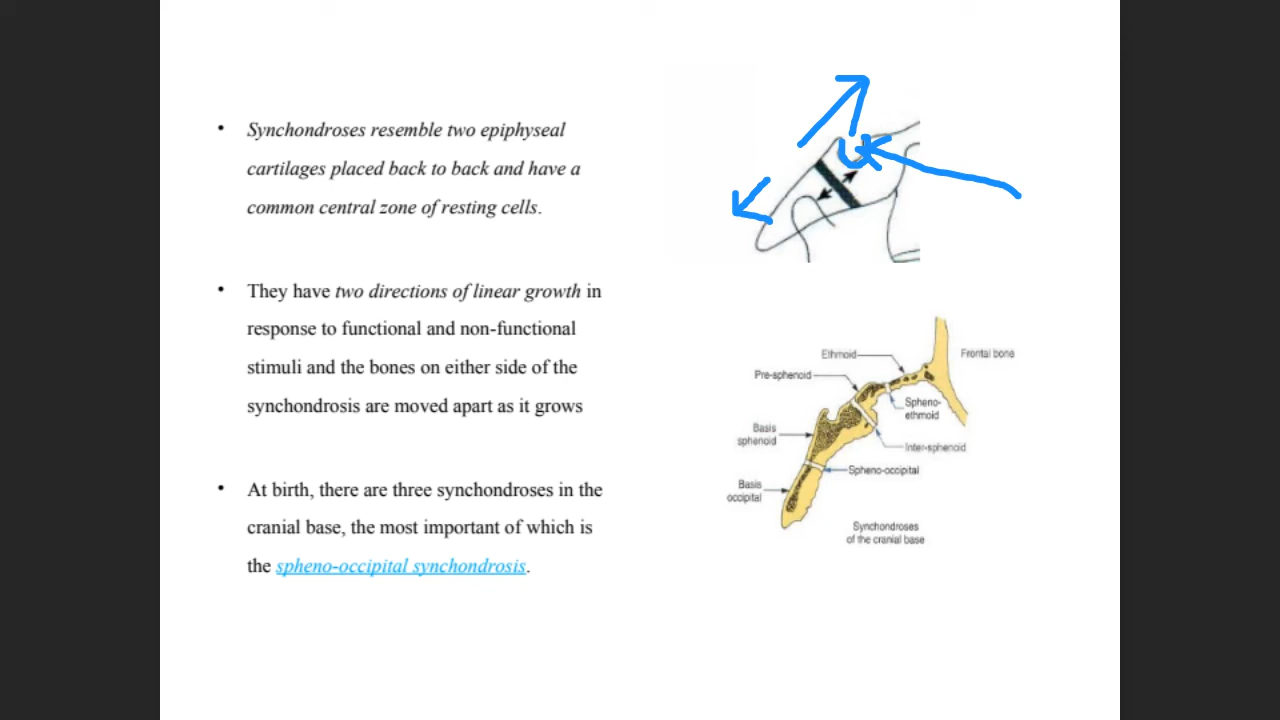 • Synchondroses resemble two epiphyseal
cartilages placed back to back and have a
common central zone of resting cells.
• They have two directions of linear growth in
response to functional and non-functional
stimuli and the bones on either side of the
synchondrosis are moved apart as it grows
• At birth, there are three synchondroses in the
cranial base, the most important of which is
the spheno-occipital synchondrosis.
Ethmoid
Frontal bone
Pre-sphenoid
Spheno-
ethmoid
Basis
sphenoid
Inter-sphenoid
Spheno-occipital
Basis
occipital
Synchondroses
of the cranial base